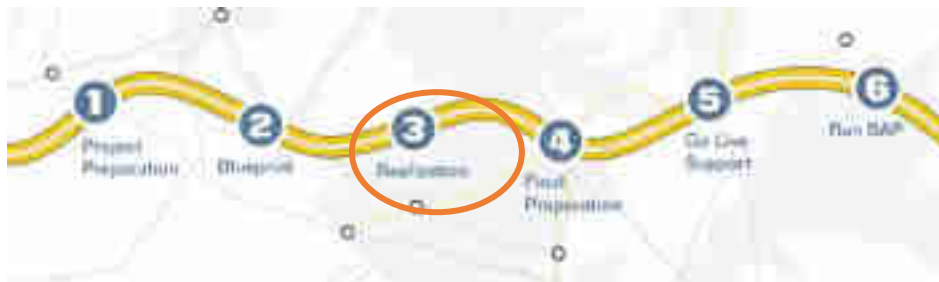 1
Project
Preparation
2
Blueprint
3
Realization
4
Final
Preparation
5
Go Live
Support
6
Run SAP